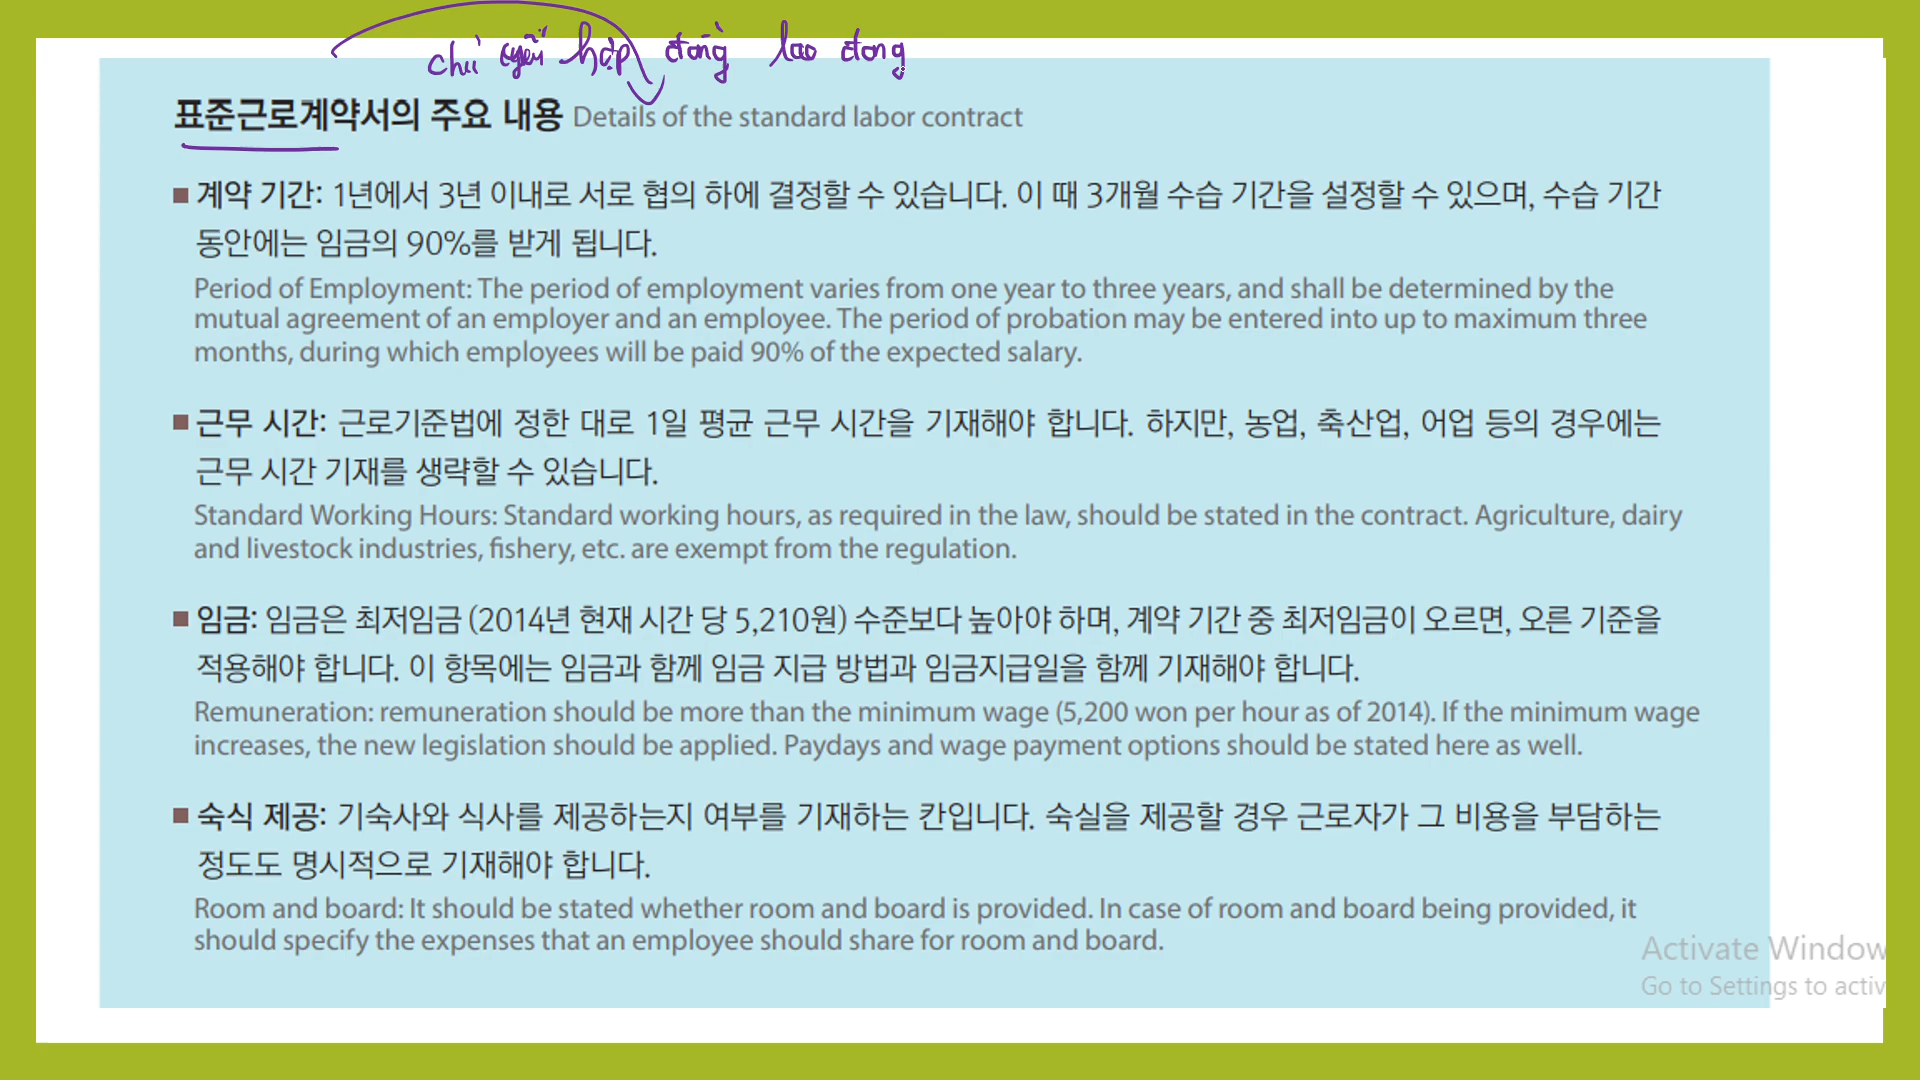 chủ yếu hợp đồng lao động
표준근로계약서의 주요 내용 Details of the standard labor contract
■ 계약 기간: 1년에서 3년 이내로 서로 협의 하에 결정할 수 있습니다. 이 때 3개월 수습 기간을 설정할 수 있으며, 수습 기간
동안에는 임금의 90%를 받게 됩니다.
Period of Employment: The period of employment varies from one year to three years, and shall be determined by the
mutual agreement of an employer and an employee. The period of probation may be entered into up to maximum three
months, during which employees will be paid 90% of the expected salary.
■ 근무 시간: 근로기준법에 정한 대로 1일 평균 근무 시간을 기재해야 합니다. 하지만, 농업, 축산업, 어업 등의 경우에는
근무 시간 기재를 생략할 수 있습니다.
Standard Working Hours: Standard working hours, as required in the law, should be stated in the contract. Agriculture, dairy
and livestock industries, fishery, etc. are exempt from the regulation.
■ 임금: 임금은 최저임금 (2014년 현재 시간 당 5,210원) 수준보다 높아야 하며, 계약 기간 중 최저임금이 오르면, 오른 기준을
적용해야 합니다. 이 항목에는 임금과 함께 임금 지급 방법과 임금지급일을 함께 기재해야 합니다.
Remuneration: remuneration should be more than the minimum wage (5,200 won per hour as of 2014). If the minimum wage
increases, the new legislation should be applied. Paydays and wage payment options should be stated here as well.
■ 숙식 제공: 기숙사와 식사를 제공하는지 여부를 기재하는 칸입니다. 숙실을 제공할 경우 근로자가 그 비용을 부담하는
정도도 명시적으로 기재해야 합니다.
Room and board: It should be stated whether room and board is provided. In case of room and board being provided, it
should specify the expenses that an employee should share for room and board.
Activate Window
Go to Settings to activ